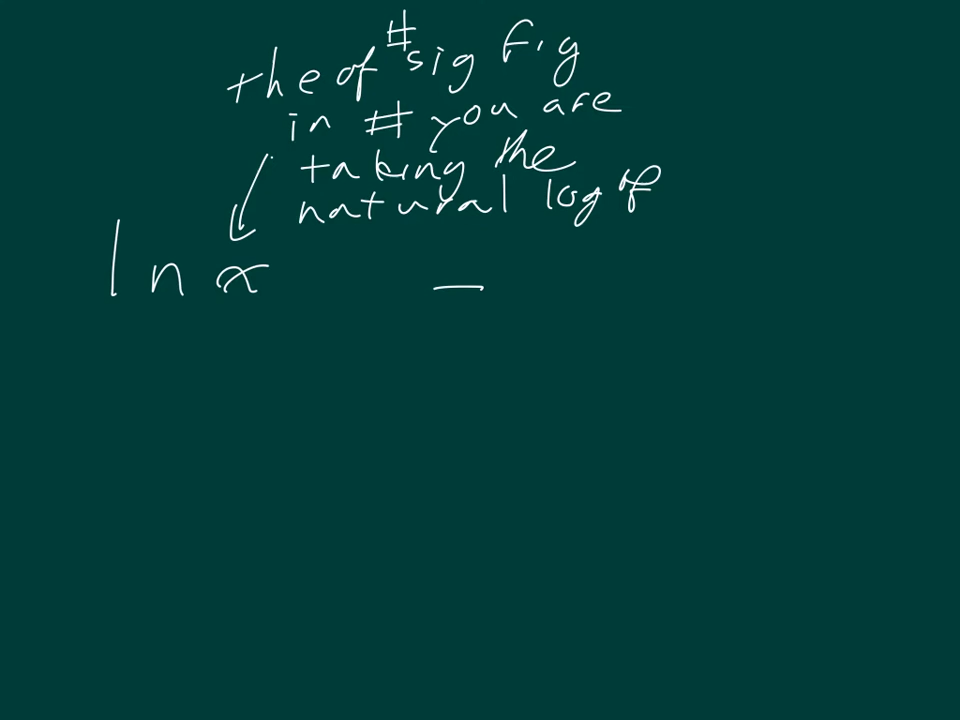 the # of sig fig
in # you are
taking the
natural log of
ln x —